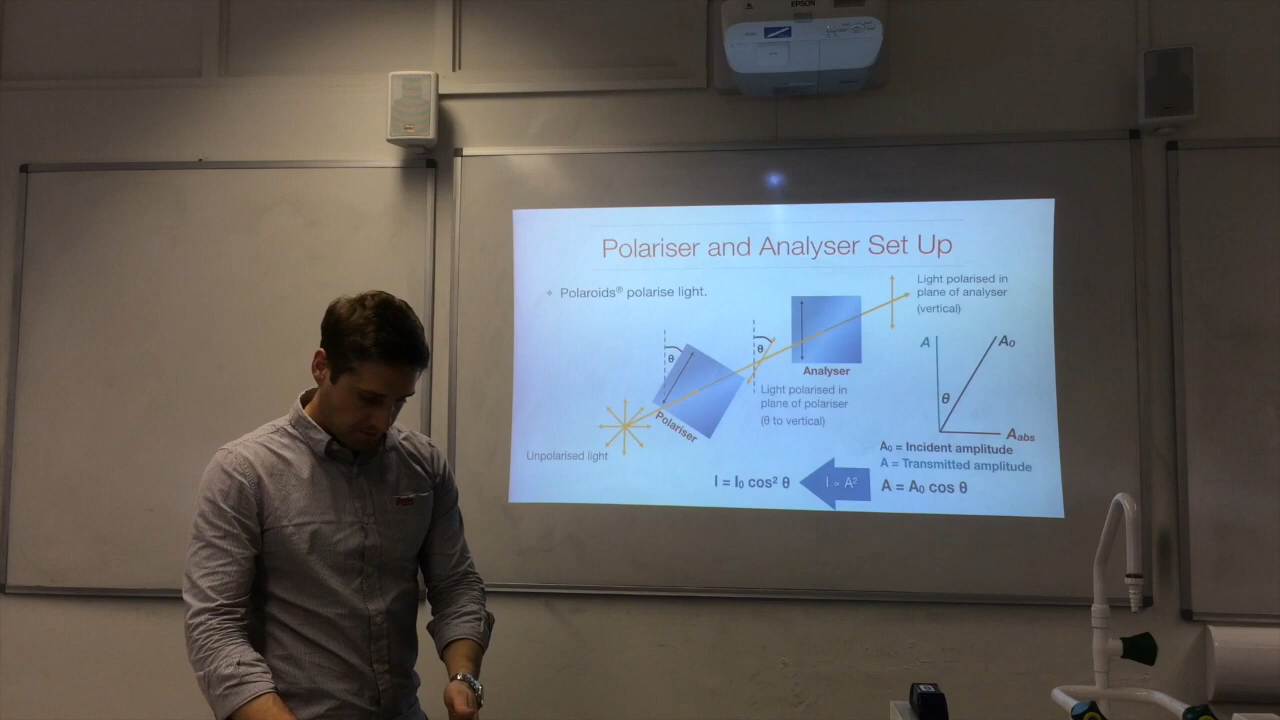 EPSON
Polariser and Analyser Set Up
Polaroids® polarise light.
Light polarised in
plane of analyser
(vertical)
θ
θ
Analyser
Light polarised in
plane of polariser
(θ to vertical)
Polariser
Unpolarised light
A
A₀
θ
Aabs
A₀ = Incident amplitude
A = Transmitted amplitude
I = I₀ cos² θ
I ∝ A²
A = A₀ cos θ